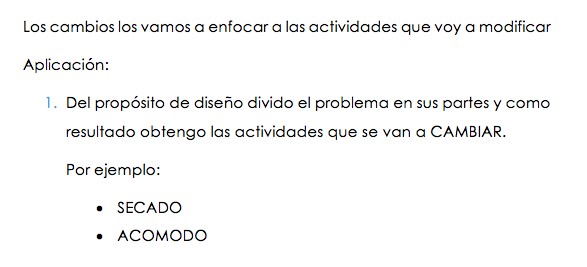 Los cambios los vamos a enfocar a las actividades que voy a modificar
Aplicación:
1. Del propósito de diseño divido el problema en sus partes y como
resultado obtengo las actividades que se van a CAMBIAR.
Por ejemplo:
• SECADO
• ACOMODO